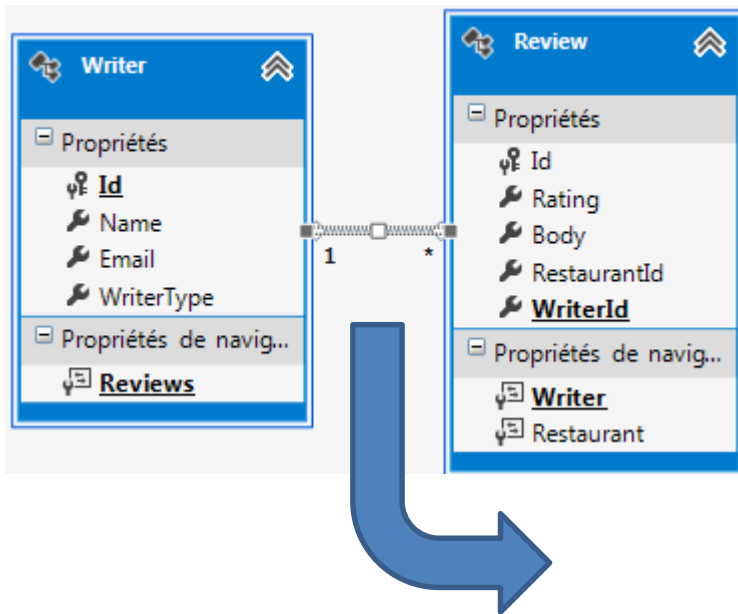 Writer
Propriétés
Id
Name
Email
WriterType
Propriétés de navig...
Reviews
1
*
Review
Propriétés
Id
Rating
Body
RestaurantId
WriterId
Propriétés de navig...
Writer
Restaurant